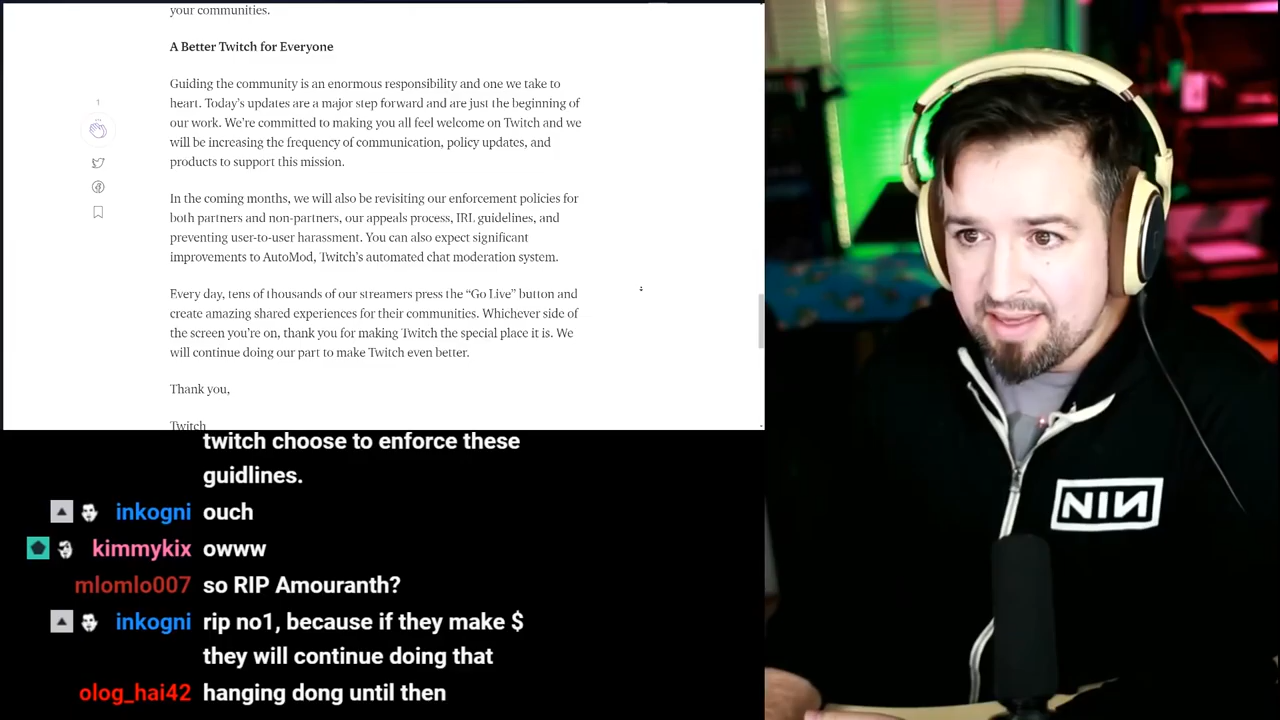 your communities.
A Better Twitch for Everyone
Guiding the community is an enormous responsibility and one we take to
heart. Today's updates are a major step forward and are just the beginning of
our work. We're committed to making you all feel welcome on Twitch and we
will be increasing the frequency of communication, policy updates, and
products to support this mission.
In the coming months, we will also be revisiting our enforcement policies for
both partners and non-partners, our appeals process, IRL guidelines, and
preventing user-to-user harassment. You can also expect significant
improvements to AutoMod, Twitch's automated chat moderation system.
Every day, tens of thousands of our streamers press the “Go Live” button and
create amazing shared experiences for their communities. Whichever side of
the screen you're on, thank you for making Twitch the special place it is. We
will continue doing our part to make Twitch even better.
Thank you,
Twitch
1
twitch choose to enforce these
guidlines.
inkogni ouch
kimmykix owww
mlomlo007 so RIP Amouranth?
inkogni rip no1, because if they make $
they will continue doing that
olog_hai42 hanging dong until then
NIN